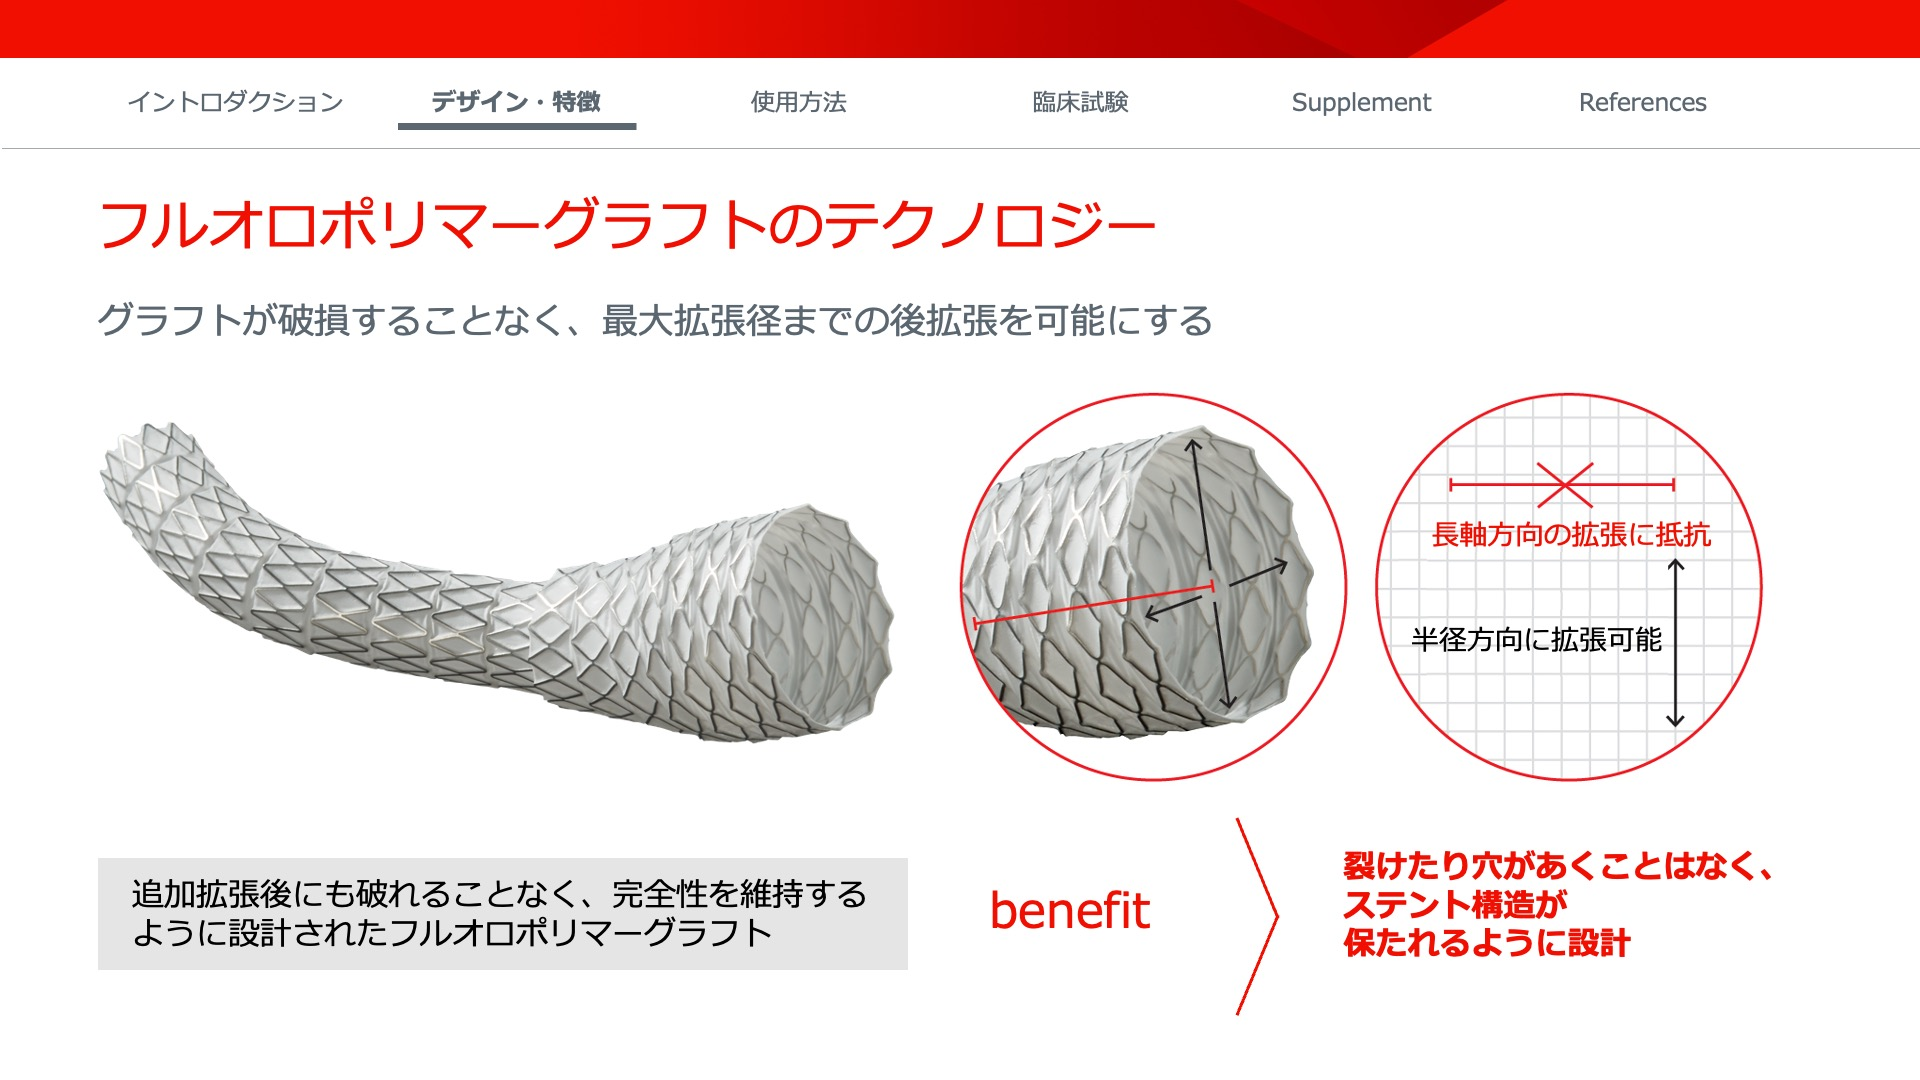 イントロダクション
デザイン・特徴
使用方法
臨床試験
Supplement
References
フルオロポリマーグラフトのテクノロジー
グラフトが破損することなく、最大拡張径までの後拡張を可能にする
長軸方向の拡張に抵抗
半径方向に拡張可能
追加拡張後にも破れることなく、完全性を維持する
ように設計されたフルオロポリマーグラフト
benefit
裂けたり穴があくことはなく、
ステント構造が
保たれるように設計